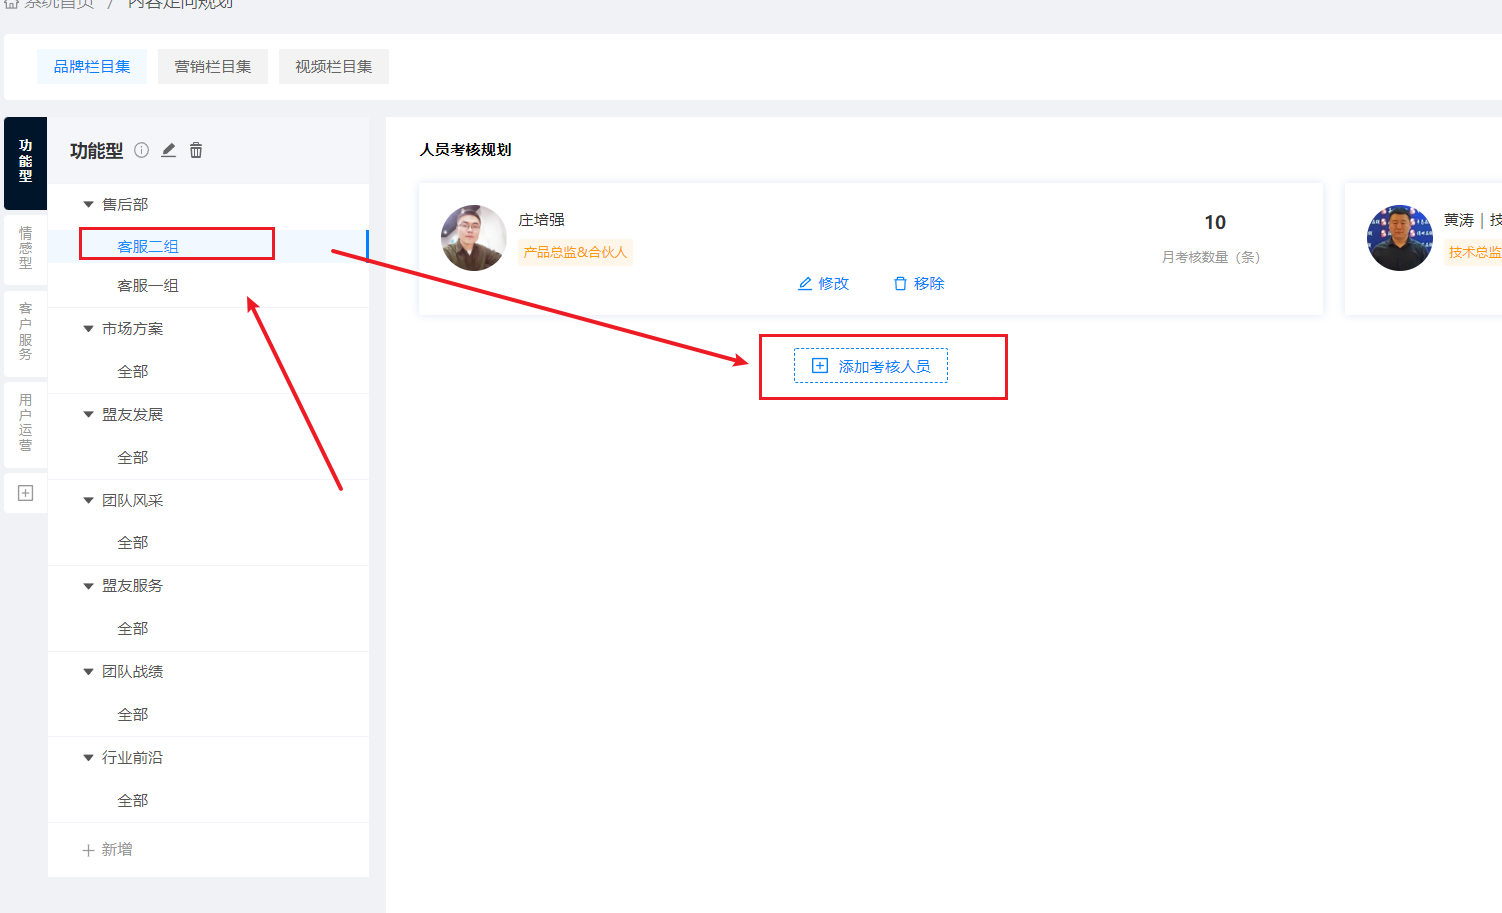 系统首页 / 内容定向规划
品牌栏目集 营销栏目集 视频栏目集
功能型
情感型
客户服务
用户运营
功能型
售后部
客服二组
客服一组
市场方案
全部
盟友发展
全部
团队风采
全部
盟友服务
全部
团队战绩
全部
行业前沿
全部
新增
人员考核规划
庄培强
产品总监&合伙人
10
月考核数量（条）
修改 移除
黄涛 | 技
技术总监
添加考核人员